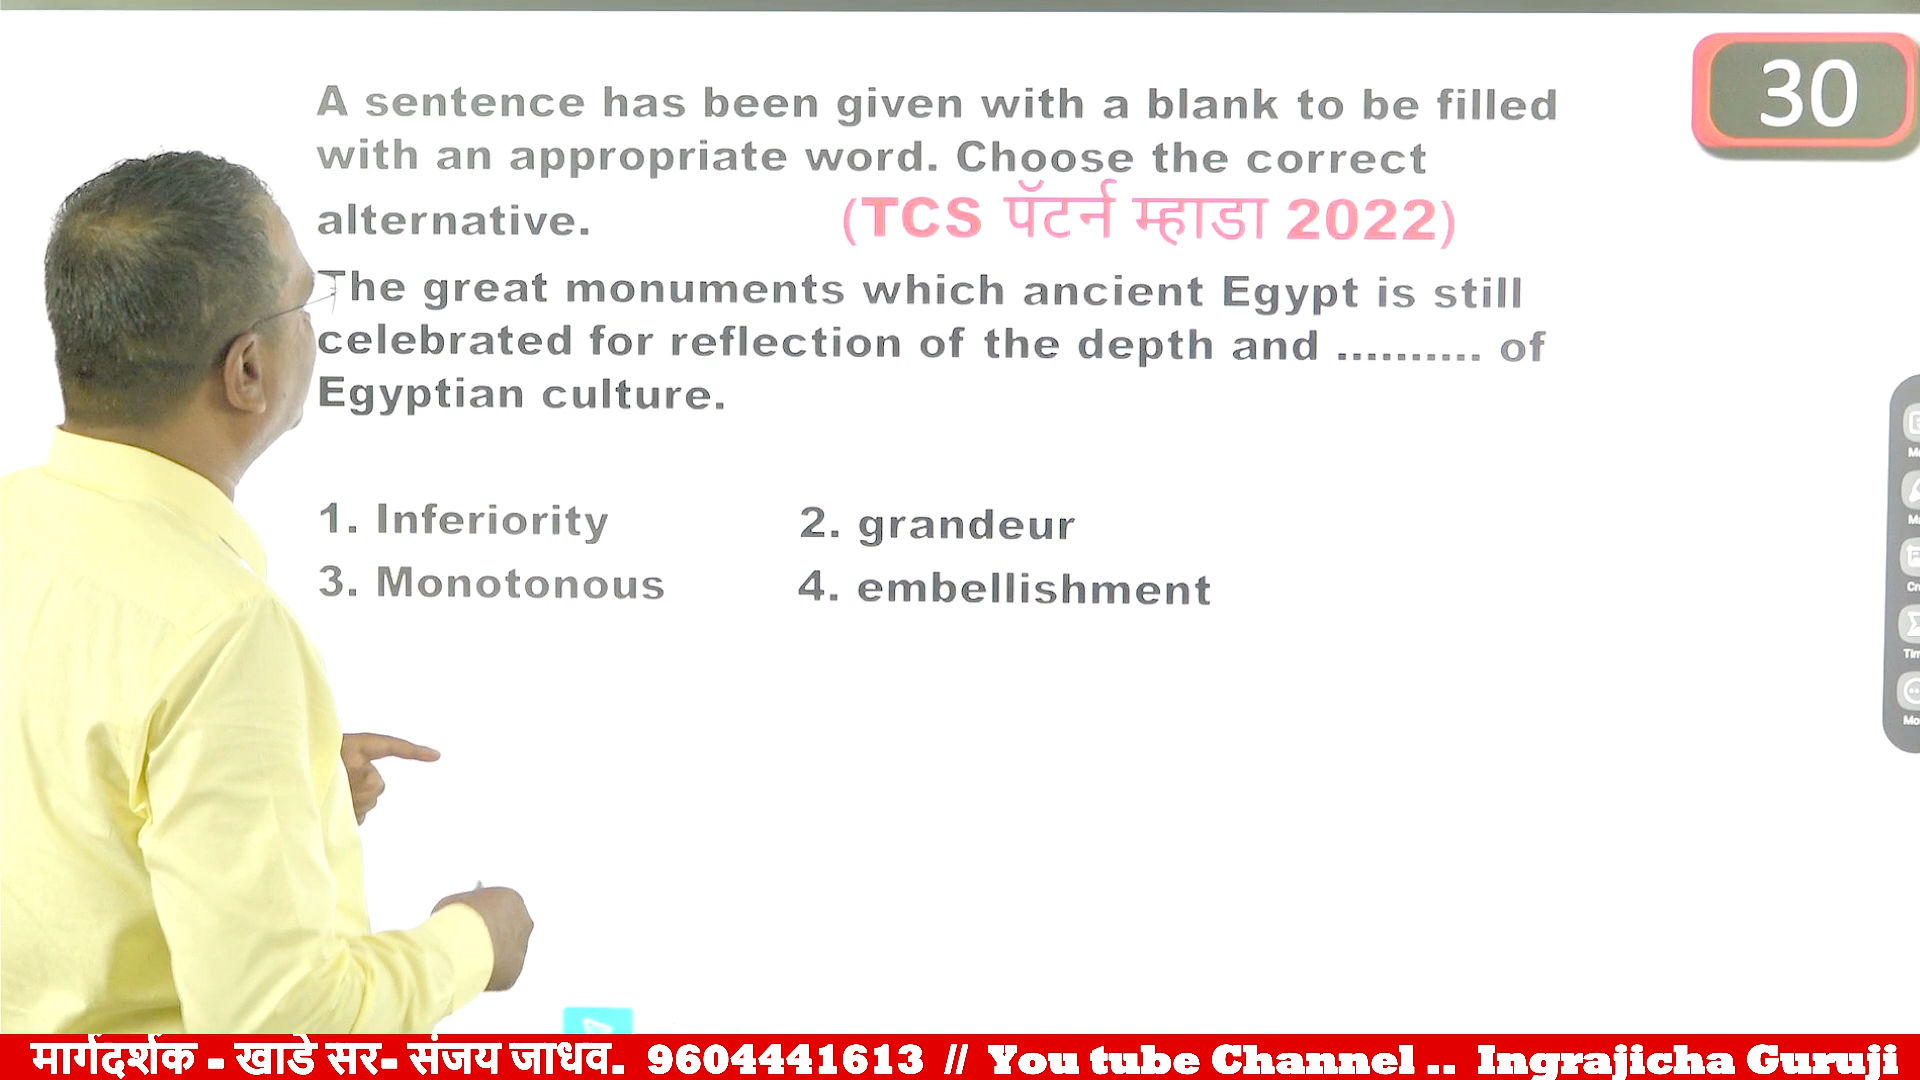 30
A sentence has been given with a blank to be filled
with an appropriate word. Choose the correct
alternative. (TCS पॅटर्न म्हाडा 2022)
The great monuments which ancient Egypt is still
celebrated for reflection of the depth and .......... of
Egyptian culture.
1. Inferiority 2. grandeur
3. Monotonous 4. embellishment
मार्गदर्शक - खाडे सर- संजय जाधव. 9604441613 // You tube Channel .. Ingrajicha Guruji